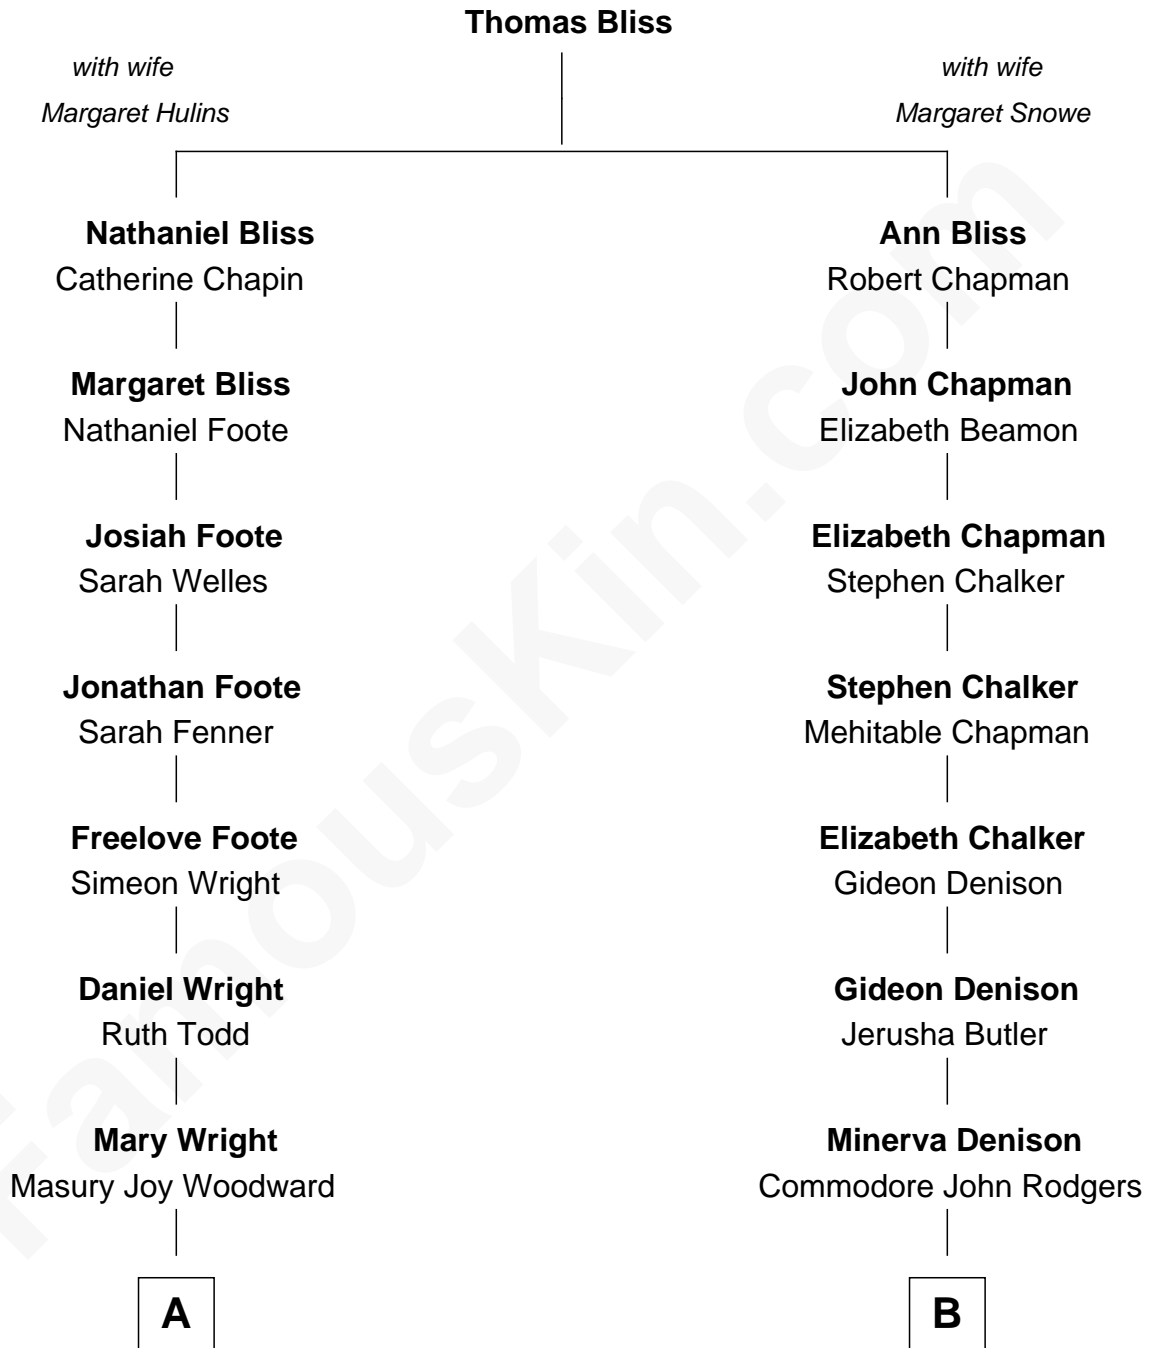 Thomas Bliss
with wife
Margaret Hulins
with wife
Margaret Snowe
Nathaniel Bliss
Catherine Chapin
Ann Bliss
Robert Chapman
Margaret Bliss
Nathaniel Foote
John Chapman
Elizabeth Beamon
Josiah Foote
Sarah Welles
Elizabeth Chapman
Stephen Chalker
Jonathan Foote
Sarah Fenner
Stephen Chalker
Mehitable Chapman
Freelove Foote
Simeon Wright
Elizabeth Chalker
Gideon Denison
Daniel Wright
Ruth Todd
Gideon Denison
Jerusha Butler
Mary Wright
Masury Joy Woodward
Minerva Denison
Commodore John Rodgers
A
B
FamousKin.com